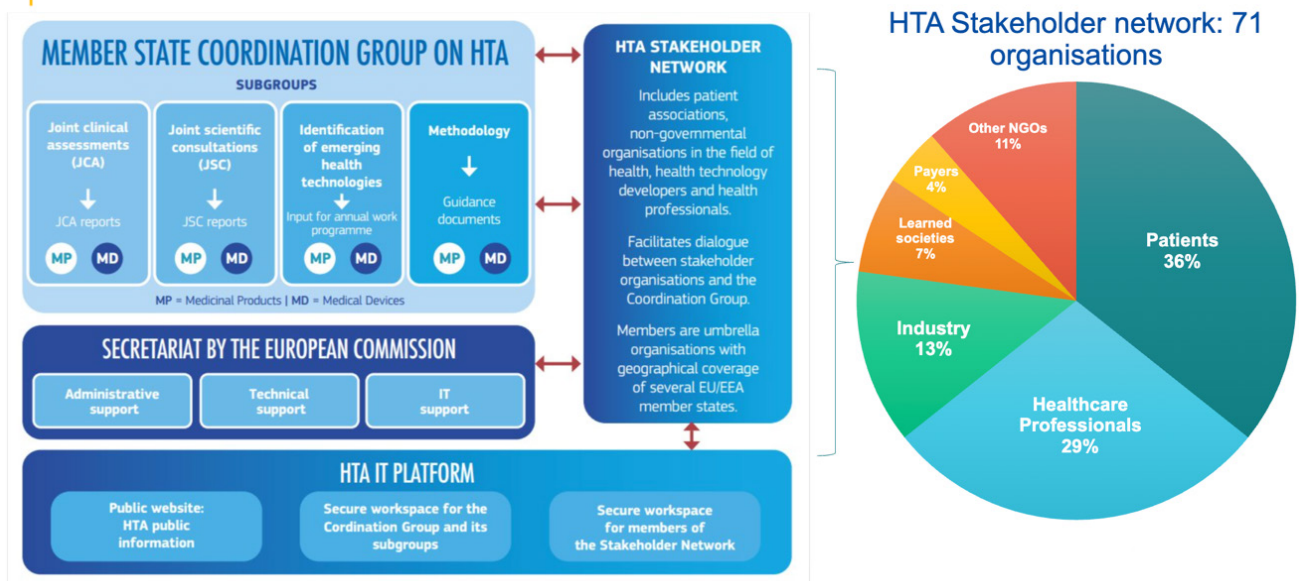 MEMBER STATE COORDINATION GROUP ON HTA
SUBGROUPS
Joint clinical
assessments
(JCA)
JCA reports
MP MD
Joint scientific
consultations
(JSC)
JSC reports
MP MD
Identification
of emerging
health
technologies
Input for annual work
programme
MP MD
Methodology
Guidance
documents
MP MD
MP = Medicinal Products | MD = Medical Devices
SECRETARIAT BY THE EUROPEAN COMMISSION
Administrative
support
Technical
support
IT
support
HTA STAKEHOLDER
NETWORK
Includes patient
associations,
non-governmental
organisations in the field of
health, health technology
developers and health
professionals.
Facilitates dialogue
between stakeholder
organisations and the
Coordination Group.
Members are umbrella
organisations with
geographical coverage
of several EU/EEA
member states.
HTA IT PLATFORM
Public website:
HTA public
information
Secure workspace for the
Cordination Group and its
subgroups
Secure workspace
for members of
the Stakeholder Network
HTA Stakeholder network: 71
organisations
Other NGOs
11%
Payers
4%
Learned
societies
7%
Industry
13%
Healthcare
Professionals
29%
Patients
36%